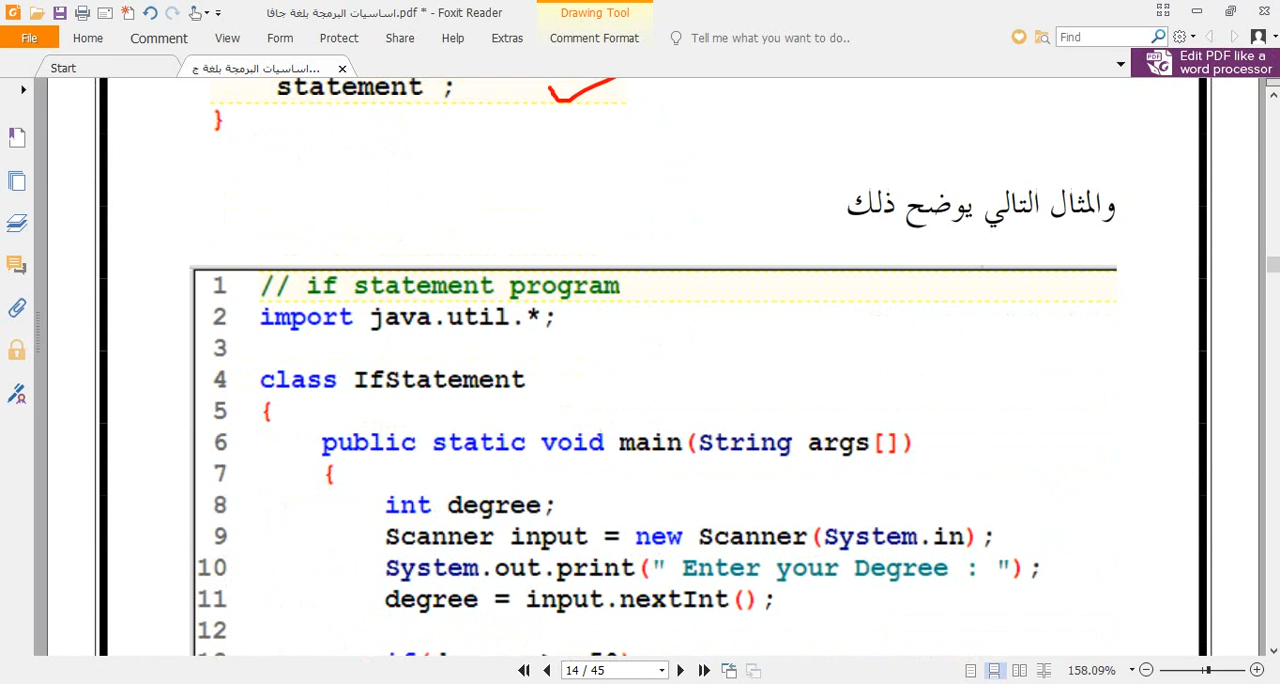 اساسيات البرمجة بلغة جافا.pdf * - Foxit Reader
Drawing Tool
File Home Comment View Form Protect Share Help Extras Comment Format Tell me what you want to do.. Find
Start
اساسيات البرمجة بلغة ج...
Edit PDF like a
word processor
statement ;
}
والمثال التالي يوضح ذلك
1 // if statement program
2 import java.util.*;
3
4 class IfStatement
5 {
6 public static void main(String args[])
7 {
8 int degree;
9 Scanner input = new Scanner(System.in);
10 System.out.print(" Enter your Degree : ");
11 degree = input.nextInt();
12
14 / 45
158.09%